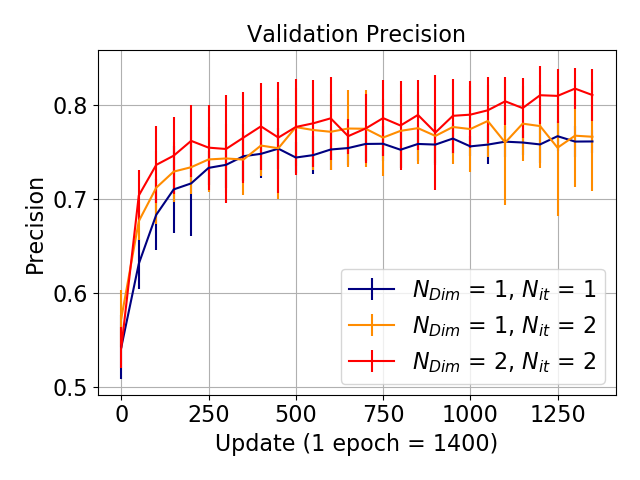 Validation Precision
Precision
0.8
0.7
0.6
0.5
N_Dim = 1, N_it = 1
N_Dim = 1, N_it = 2
N_Dim = 2, N_it = 2
0 250 500 750 1000 1250
Update (1 epoch = 1400)